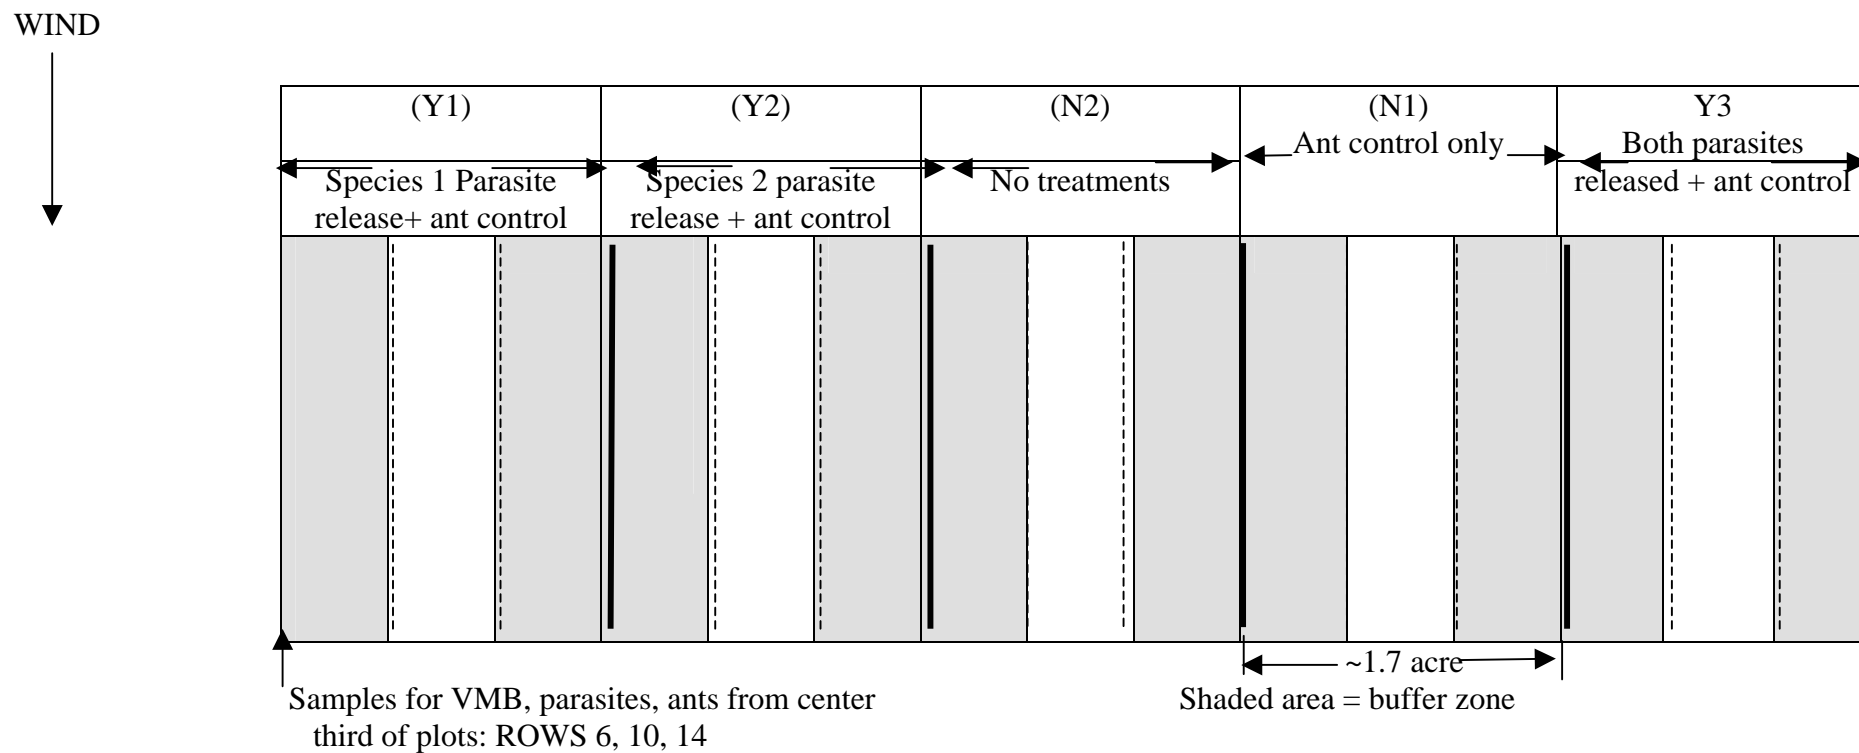 WIND
(Y1)
Species 1 Parasite
release+ ant control
(Y2)
Species 2 parasite
release + ant control
(N2)
No treatments
(N1)
Ant control only
Y3
Both parasites
released + ant control
~1.7 acre
Samples for VMB, parasites, ants from center
third of plots: ROWS 6, 10, 14
Shaded area = buffer zone